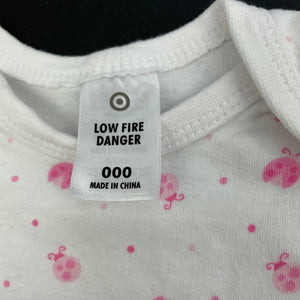 LOW FIRE
DANGER
000
MADE IN CHINA